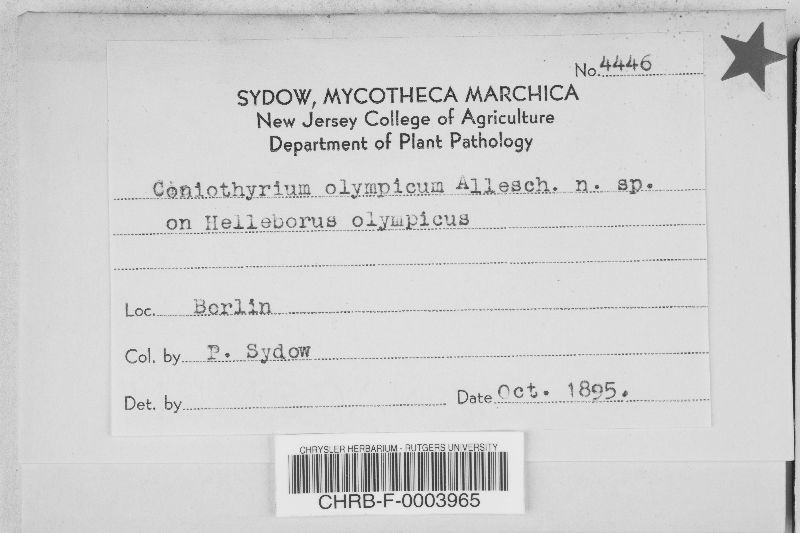 No. 4446
SYDOW, MYCOTHECA MARCHICA
New Jersey College of Agriculture
Department of Plant Pathology
Coniothyrium olympicum Allesch. n. sp.
on Helleborus olympicus
Loc. Berlin
Col. by P. Sydow
Det. by Date Oct. 1895.
CHRYSLER HERBARIUM - RUTGERS UNIVERSITY
CHRB-F-0003965